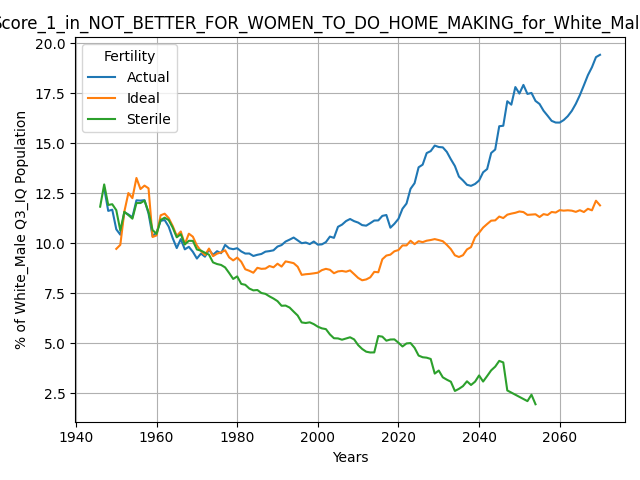 Score_1_in_NOT_BETTER_FOR_WOMEN_TO_DO_HOME_MAKING_for_White_Mal
20.0
17.5
15.0
12.5
10.0
7.5
5.0
2.5
% of White_Male Q3_IQ Population
Fertility
Actual
Ideal
Sterile
1940 1960 1980 2000 2020 2040 2060
Years